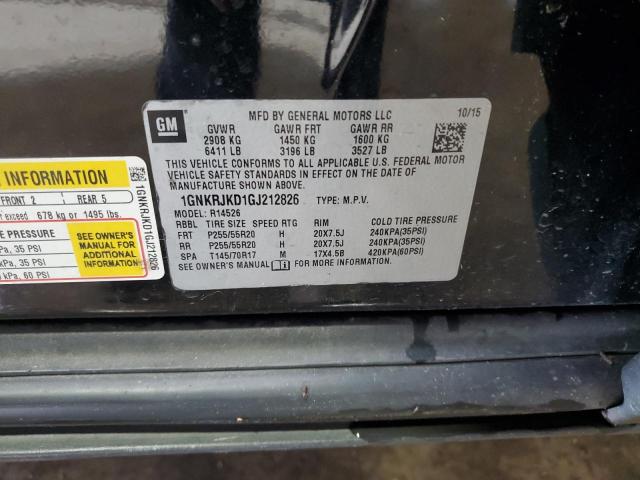 GM
MFD BY GENERAL MOTORS LLC 10/15
GVWR GAWR FRT GAWR RR
2908 KG 1450 KG 1600 KG
6411 LB 3196 LB 3527 LB
THIS VEHICLE CONFORMS TO ALL APPLICABLE U.S. FEDERAL MOTOR
VEHICLE SAFETY STANDARDS IN EFFECT ON THE DATE OF
MANUFACTURE SHOWN ABOVE.
1GNKRJKD1GJ212826 TYPE: M.P.V.
MODEL: R14526
RBBL TIRE SIZE SPEED RTG RIM COLD TIRE PRESSURE
FRT P255/55R20 H 20X7.5J 240KPA(35PSI)
RR P255/55R20 H 20X7.5J 240KPA(35PSI)
SPA T145/70R17 M 17X4.5B 420KPA(60PSI)
SEE OWNER'S MANUAL i FOR MORE INFORMATION
INFORMATION
FRONT 2 REAR 5
exceed 678 kg or 1495 lbs.
kPa, 35 PSI
kPa, 35 PSI
kPa, 60 PSI
SEE OWNER'S
MANUAL FOR
ADDITIONAL
INFORMATION
1GNKRJKD1GJ212826